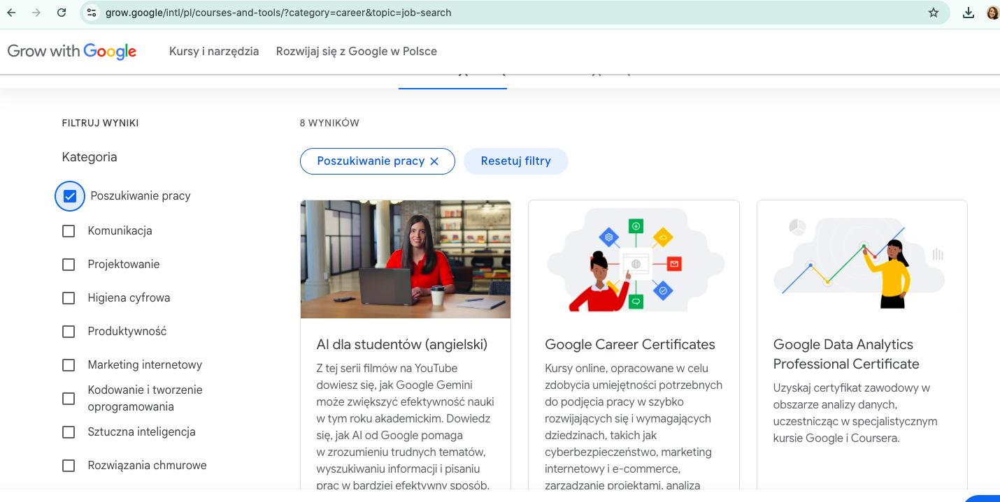 grow.google/intl/pl/courses-and-tools/?category=career&topic=job-search
Grow with Google
Kursy i narzędzia
Rozwijaj się z Google w Polsce
FILTRUJ WYNIKI
Kategoria
Poszukiwanie pracy
Komunikacja
Projektowanie
Higiena cyfrowa
Produktywność
Marketing internetowy
Kodowanie i tworzenie
oprogramowania
Sztuczna inteligencja
Rozwiązania chmurowe
8 WYNIKÓW
Poszukiwanie pracy
Resetuj filtry
AI dla studentów (angielski)
Z tej serii filmów na YouTube
dowiesz się, jak Google Gemini
może zwiększyć efektywność nauki
w tym roku akademickim. Dowiedz
się, jak AI od Google pomaga
w zrozumieniu trudnych tematów,
wyszukiwaniu informacji i pisaniu
prac w bardziej efektywny sposób.
Google Career Certificates
Kursy online, opracowane w celu
zdobycia umiejętności potrzebnych
do podjęcia pracy w szybko
rozwijających się i wymagających
dziedzinach, takich jak
cyberbezpieczeństwo, marketing
internetowy i e-commerce,
zarządzanie projektami, analiza
Google Data Analytics
Professional Certificate
Uzyskaj certyfikat zawodowy w
obszarze analizy danych,
uczestnicząc w specjalistycznym
kursie Google i Coursera.